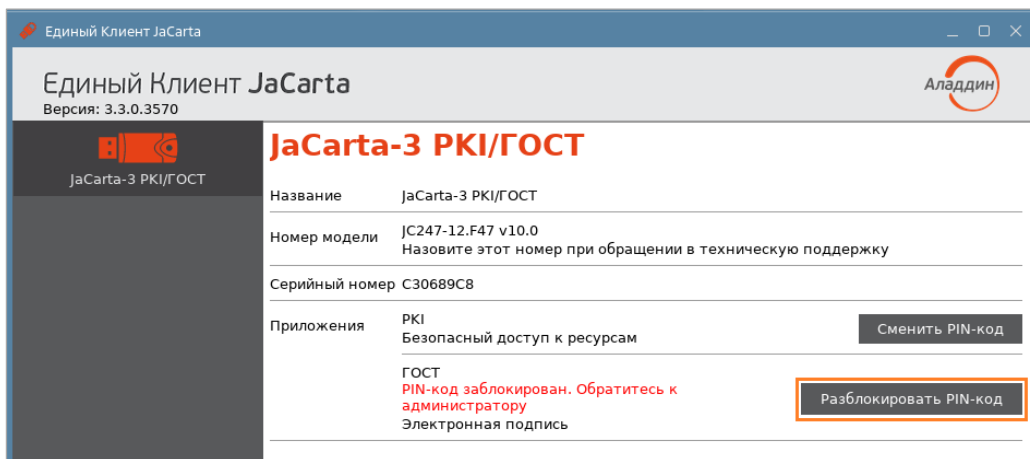 Единый Клиент JaCarta
Единый Клиент JaCarta
Версия: 3.3.0.3570
Аладдин
JaCarta-3 PKI/ГОСТ
JaCarta-3 PKI/ГОСТ
Название JaCarta-3 PKI/ГОСТ
Номер модели JC247-12.F47 v10.0
Назовите этот номер при обращении в техническую поддержку
Серийный номер C30689C8
Приложения PKI
Безопасный доступ к ресурсам
Сменить PIN-код
ГОСТ
PIN-код заблокирован. Обратитесь к
администратору
Разблокировать PIN-код
Электронная подпись